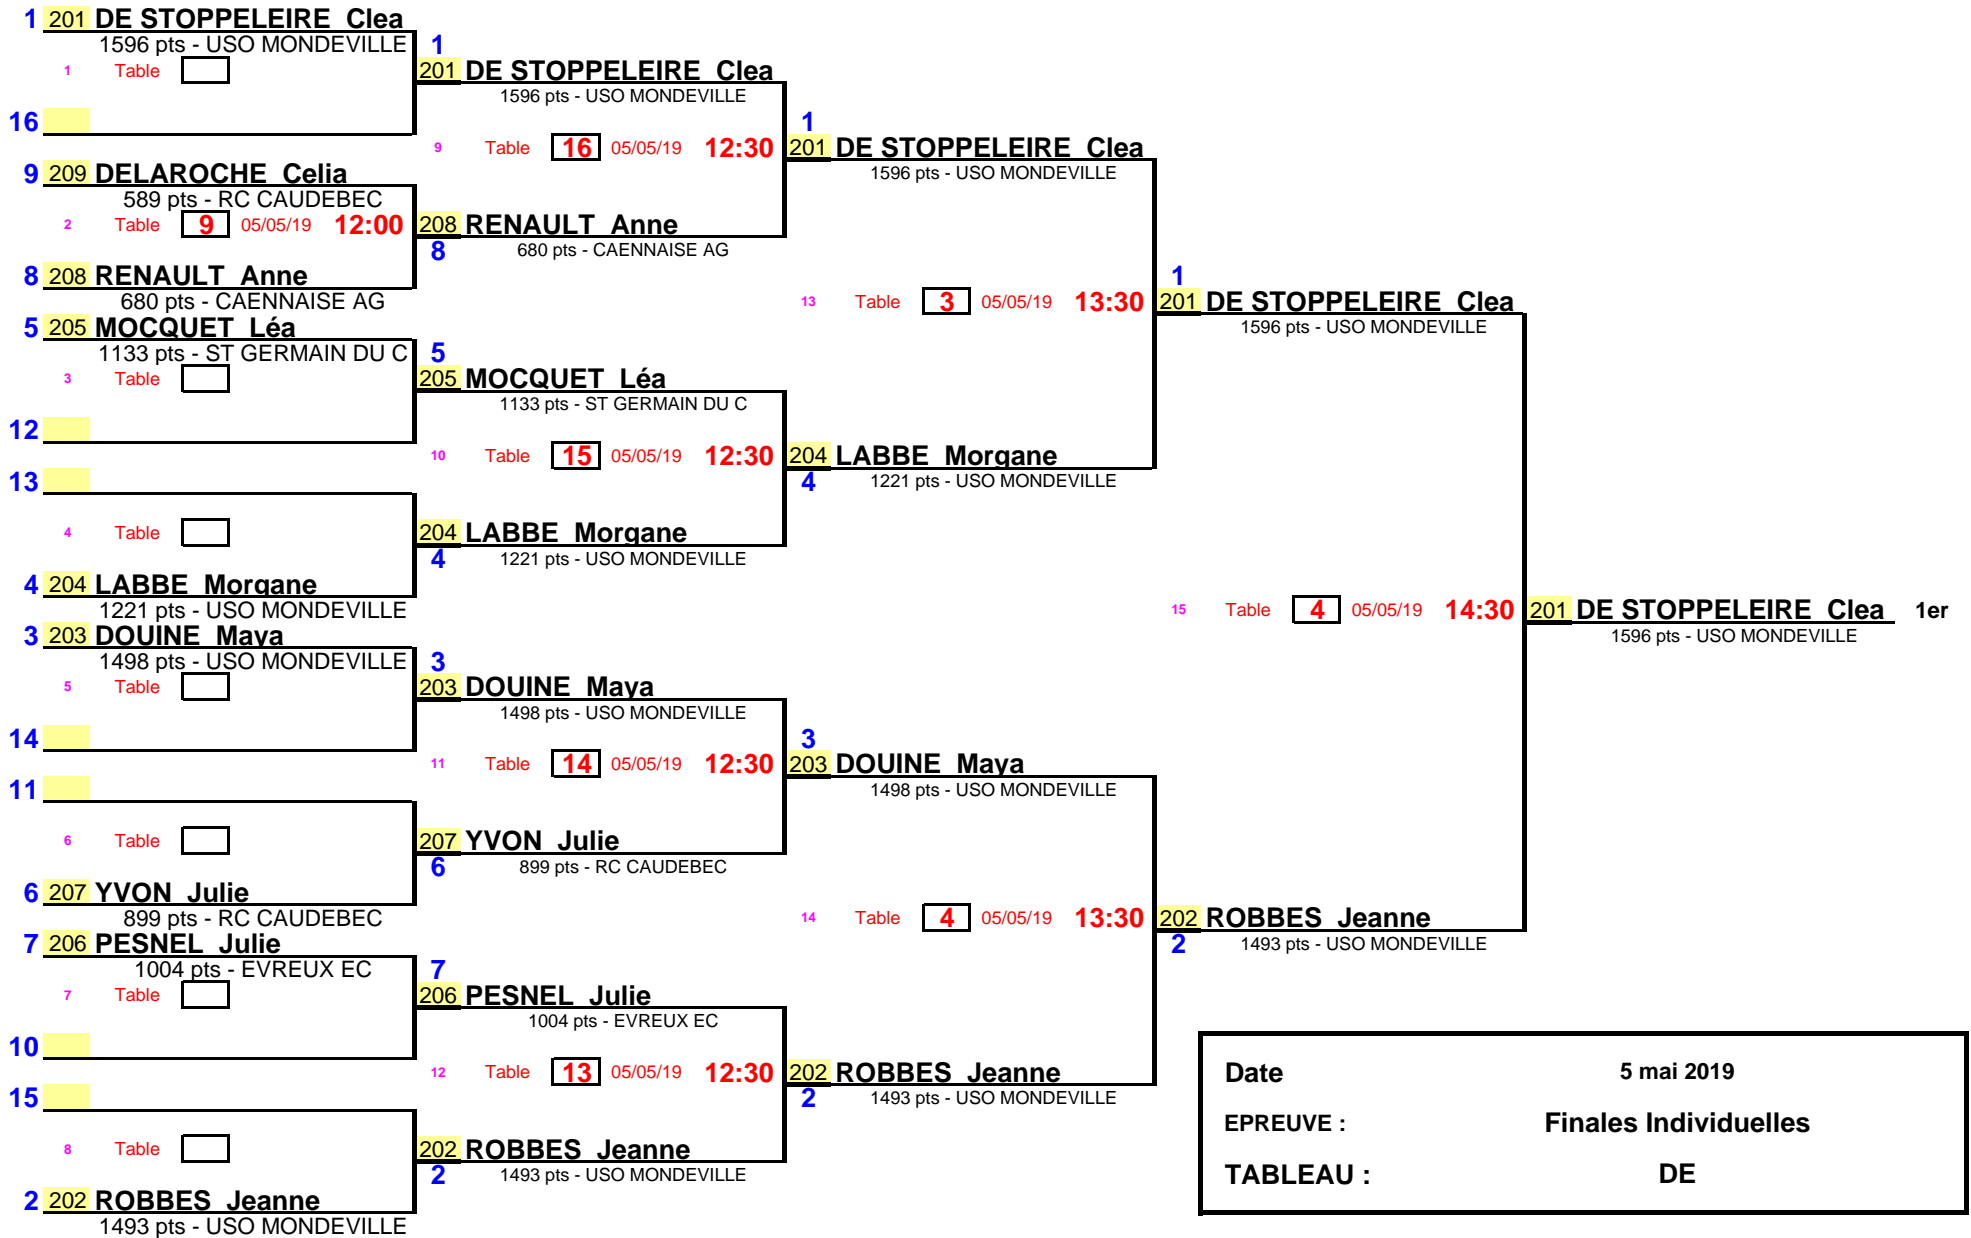 1 201 DE STOPPELEIRE Clea
1596 pts - USO MONDEVILLE
1 Table
16
9 209 DELAROCHE Celia
589 pts - RC CAUDEBEC
2 Table 9 05/05/19 12:00
8 208 RENAULT Anne
680 pts - CAENNAISE AG
5 205 MOCQUET Léa
1133 pts - ST GERMAIN DU C
3 Table
12
13
4 Table
4 204 LABBE Morgane
1221 pts - USO MONDEVILLE
3 203 DOUINE Maya
1498 pts - USO MONDEVILLE
5 Table
14
11
6 Table
6 207 YVON Julie
899 pts - RC CAUDEBEC
7 206 PESNEL Julie
1004 pts - EVREUX EC
7 Table
10
15
8 Table
2 202 ROBBES Jeanne
1493 pts - USO MONDEVILLE
1
201 DE STOPPELEIRE Clea
1596 pts - USO MONDEVILLE
9 Table 16 05/05/19 12:30
208 RENAULT Anne
8 680 pts - CAENNAISE AG
5
205 MOCQUET Léa
1133 pts - ST GERMAIN DU C
10 Table 15 05/05/19 12:30
204 LABBE Morgane
4 1221 pts - USO MONDEVILLE
3
203 DOUINE Maya
1498 pts - USO MONDEVILLE
11 Table 14 05/05/19 12:30
207 YVON Julie
6 899 pts - RC CAUDEBEC
7
206 PESNEL Julie
1004 pts - EVREUX EC
12 Table 13 05/05/19 12:30
202 ROBBES Jeanne
2 1493 pts - USO MONDEVILLE
1
201 DE STOPPELEIRE Clea
1596 pts - USO MONDEVILLE
13 Table 3 05/05/19 13:30
204 LABBE Morgane
4 1221 pts - USO MONDEVILLE
3
203 DOUINE Maya
1498 pts - USO MONDEVILLE
14 Table 4 05/05/19 13:30
202 ROBBES Jeanne
2 1493 pts - USO MONDEVILLE
1
201 DE STOPPELEIRE Clea
1596 pts - USO MONDEVILLE
15 Table 4 05/05/19 14:30
202 ROBBES Jeanne
2 1493 pts - USO MONDEVILLE
201 DE STOPPELEIRE Clea 1er
1596 pts - USO MONDEVILLE
Date 5 mai 2019
EPREUVE : Finales Individuelles
TABLEAU : DE